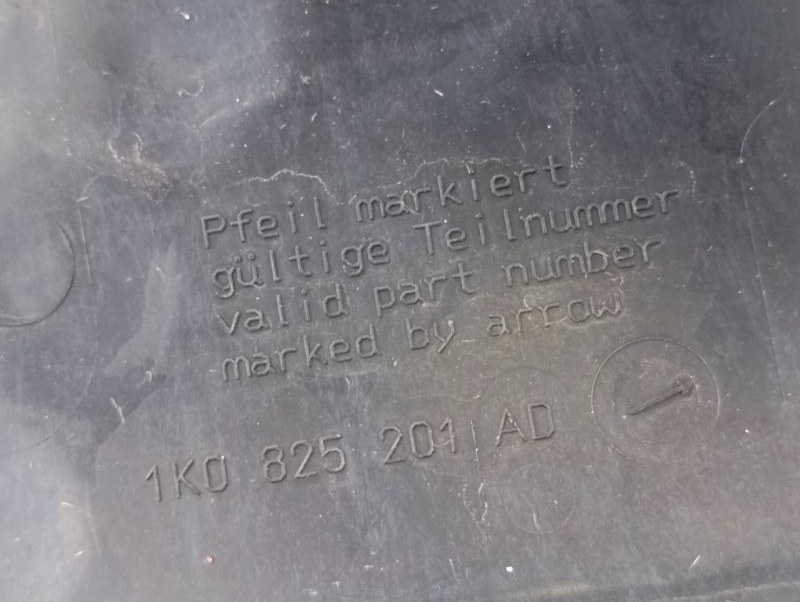 Pfeil markiert
gültige Teilnummer
valid part number
marked by arrow
1K0 825 201 AD